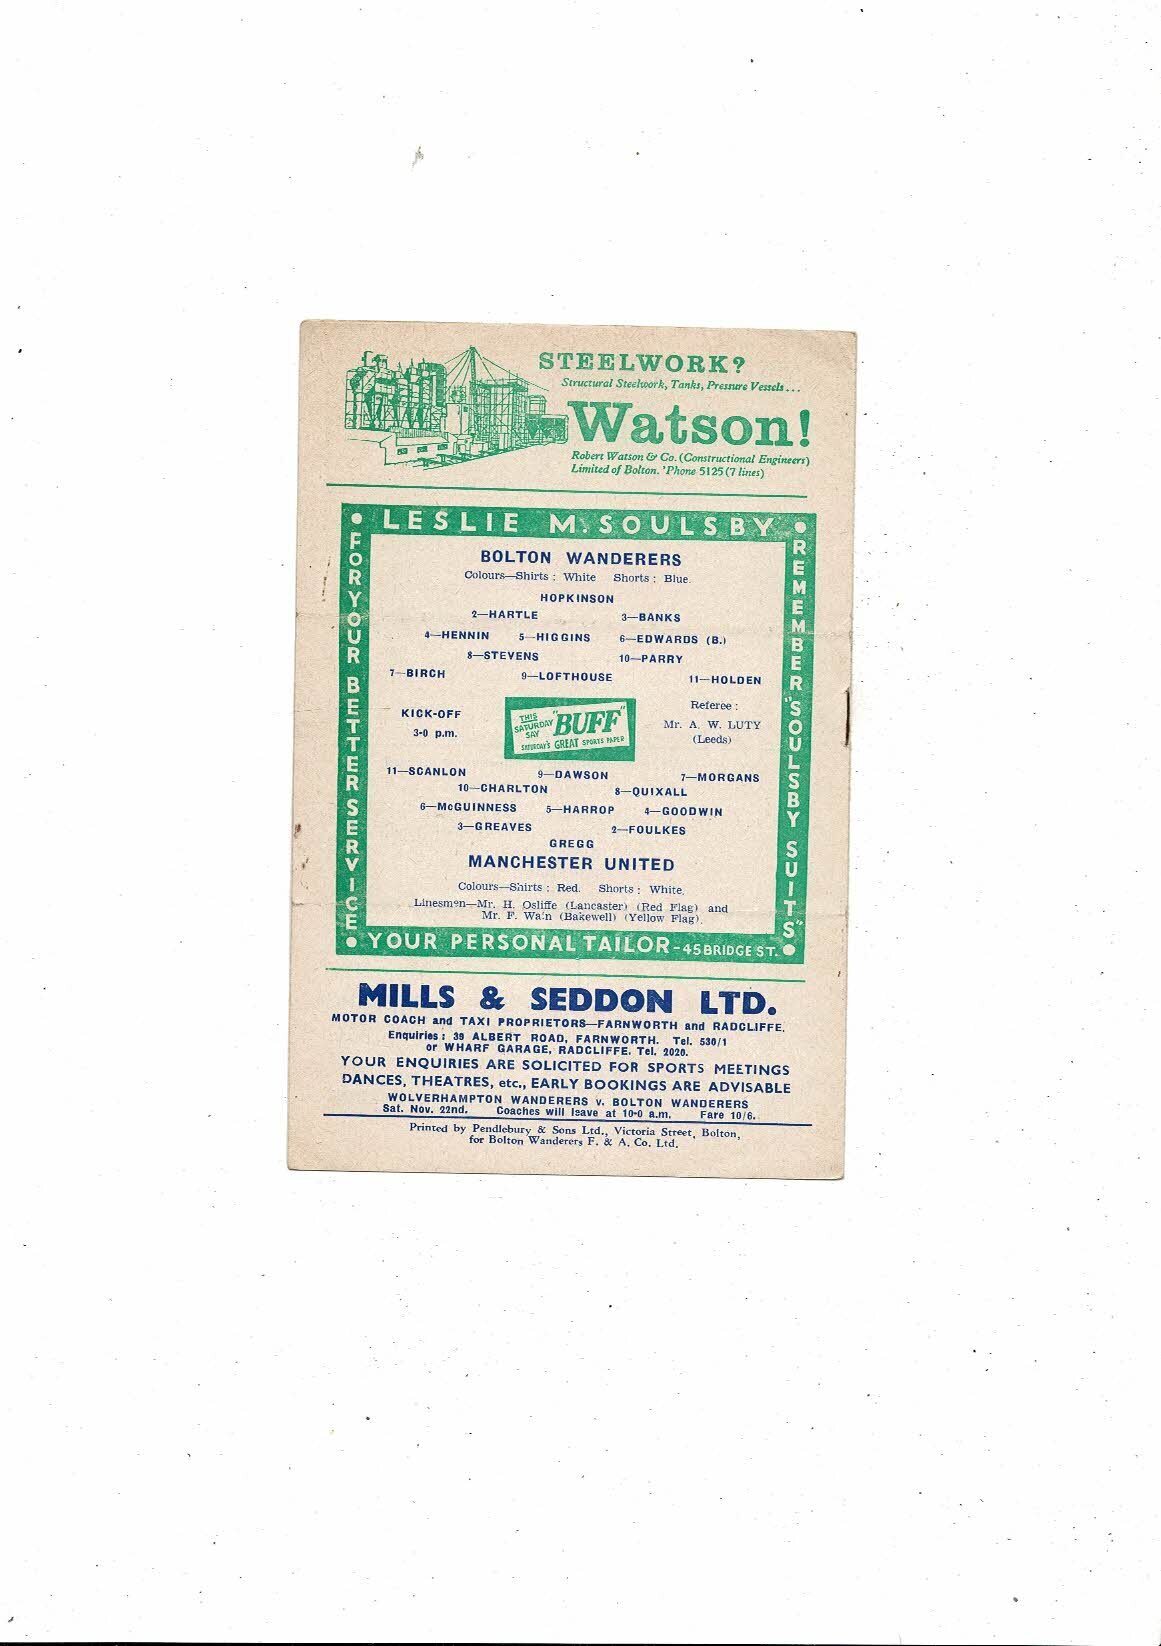 STEELWORK?
Structural Steelwork, Tanks, Pressure Vessels...
Watson!
Robert Watson & Co. (Constructional Engineers)
Limited of Bolton. 'Phone 5125 (7 lines)
• LESLIE M. SOULSBY •
FOR YOUR BETTER SERVICE
REMEMBER "SOULSBY SUITS"
BOLTON WANDERERS
Colours—Shirts : White Shorts : Blue.
HOPKINSON
2—HARTLE 3—BANKS
4—HENNIN 5—HIGGINS 6—EDWARDS (B.)
8—STEVENS 10—PARRY
7—BIRCH 9—LOFTHOUSE 11—HOLDEN
KICK-OFF
3-0 p.m.
THIS
SATURDAY
SAY
"BUFF"
SATURDAY'S GREAT SPORTS PAPER
Referee :
Mr. A. W. LUTY
(Leeds)
11—SCANLON 9—DAWSON 7—MORGANS
10—CHARLTON 8—QUIXALL
6—McGUINNESS 5—HARROP 4—GOODWIN
3—GREAVES 2—FOULKES
GREGG
MANCHESTER UNITED
Colours—Shirts : Red. Shorts : White.
Linesmen—Mr. H. Osliffe (Lancaster) (Red Flag) and
Mr. F. Wain (Bakewell) (Yellow Flag).
• YOUR PERSONAL TAILOR - 45 BRIDGE ST. •
MILLS & SEDDON LTD.
MOTOR COACH and TAXI PROPRIETORS—FARNWORTH and RADCLIFFE.
Enquiries : 39 ALBERT ROAD, FARNWORTH. Tel. 530/1
or WHARF GARAGE, RADCLIFFE. Tel. 2020.
YOUR ENQUIRIES ARE SOLICITED FOR SPORTS MEETINGS
DANCES, THEATRES, etc., EARLY BOOKINGS ARE ADVISABLE
WOLVERHAMPTON WANDERERS v. BOLTON WANDERERS
Sat. Nov. 22nd. Coaches will leave at 10-0 a.m. Fare 10/6.
Printed by Pendlebury & Sons Ltd., Victoria Street, Bolton,
for Bolton Wanderers F. & A. Co. Ltd.